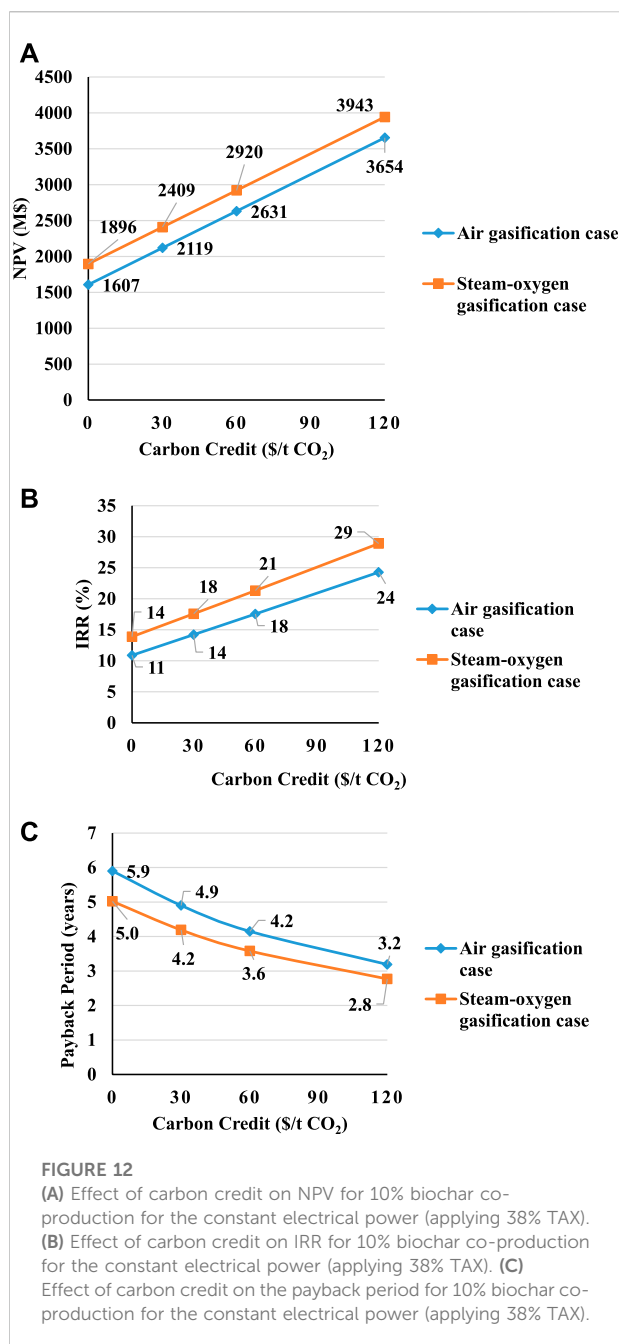 A
4500
4000
3500
3000
2500
2000
1500
1000
500
0
NPV (M$)
1896
2409
2920
3943
1607
2119
2631
3654
0 30 60 90 120
Carbon Credit ($/t CO₂)
Air gasification case
Steam-oxygen
gasification case
B
35
30
25
20
15
10
5
0
IRR (%)
14
18
21
29
11
14
18
24
0 30 60 90 120
Carbon Credit ($/t CO₂)
Air gasification
case
Steam-oxygen
gasification case
C
7
6
5
4
3
2
1
0
Payback Period (years)
5.9
4.9
4.2
3.2
5.0
4.2
3.6
2.8
0 30 60 90 120
Carbon Credit ($/t CO₂)
Air gasification
case
Steam-oxygen
gasification case
FIGURE 12
(A) Effect of carbon credit on NPV for 10% biochar co-
production for the constant electrical power (applying 38% TAX).
(B) Effect of carbon credit on IRR for 10% biochar co-production
for the constant electrical power (applying 38% TAX). (C)
Effect of carbon credit on the payback period for 10% biochar co-
production for the constant electrical power (applying 38% TAX).